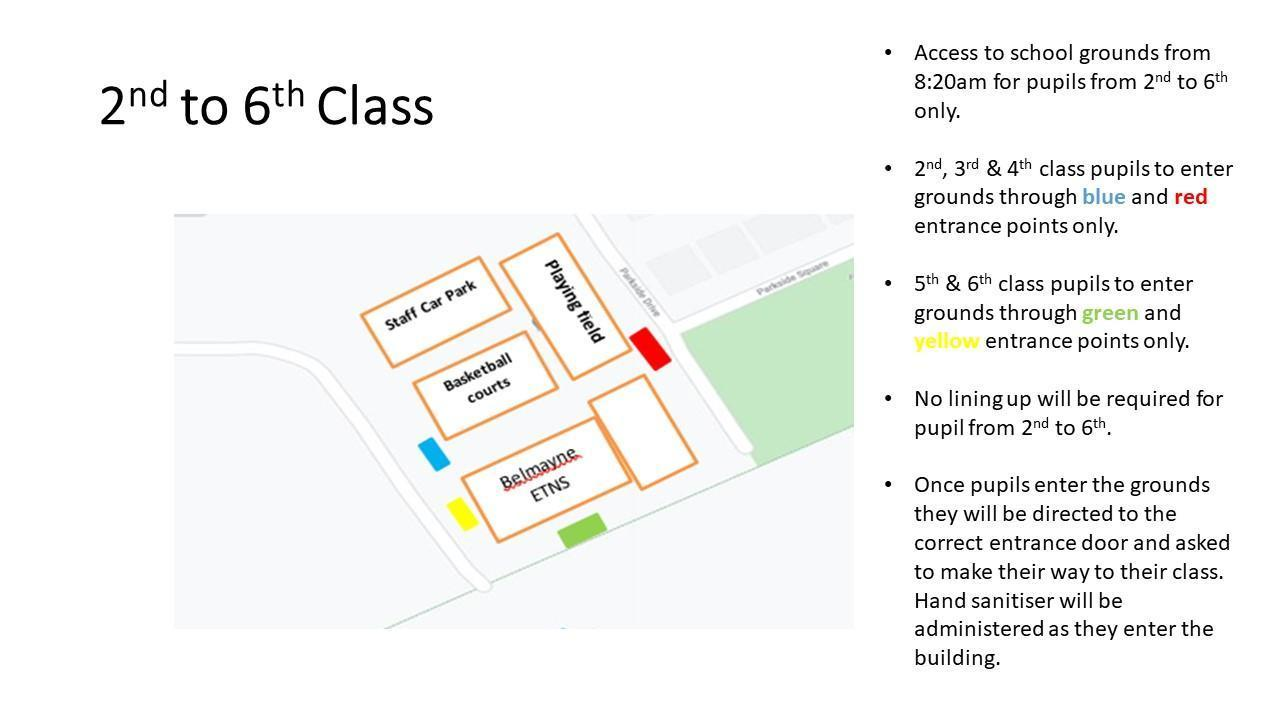 2nd to 6th Class
Staff Car Park
Playing field
Parkside Drive
Parkside Square
Basketball
courts
Belmayne
ETNS
• Access to school grounds from
8:20am for pupils from 2nd to 6th
only.
• 2nd, 3rd & 4th class pupils to enter
grounds through blue and red
entrance points only.
• 5th & 6th class pupils to enter
grounds through green and
yellow entrance points only.
• No lining up will be required for
pupil from 2nd to 6th.
• Once pupils enter the grounds
they will be directed to the
correct entrance door and asked
to make their way to their class.
Hand sanitiser will be
administered as they enter the
building.